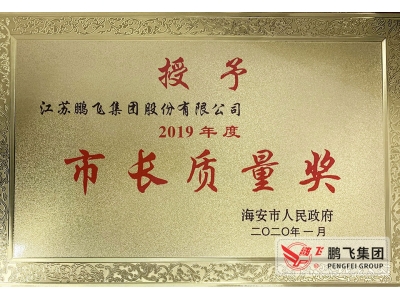 授予
江苏鹏飞集团股份有限公司
2019年度
市长质量奖
海安市人民政府
二〇二〇年一月
鹏飞 鹏飞集团
PENGFEI GROUP